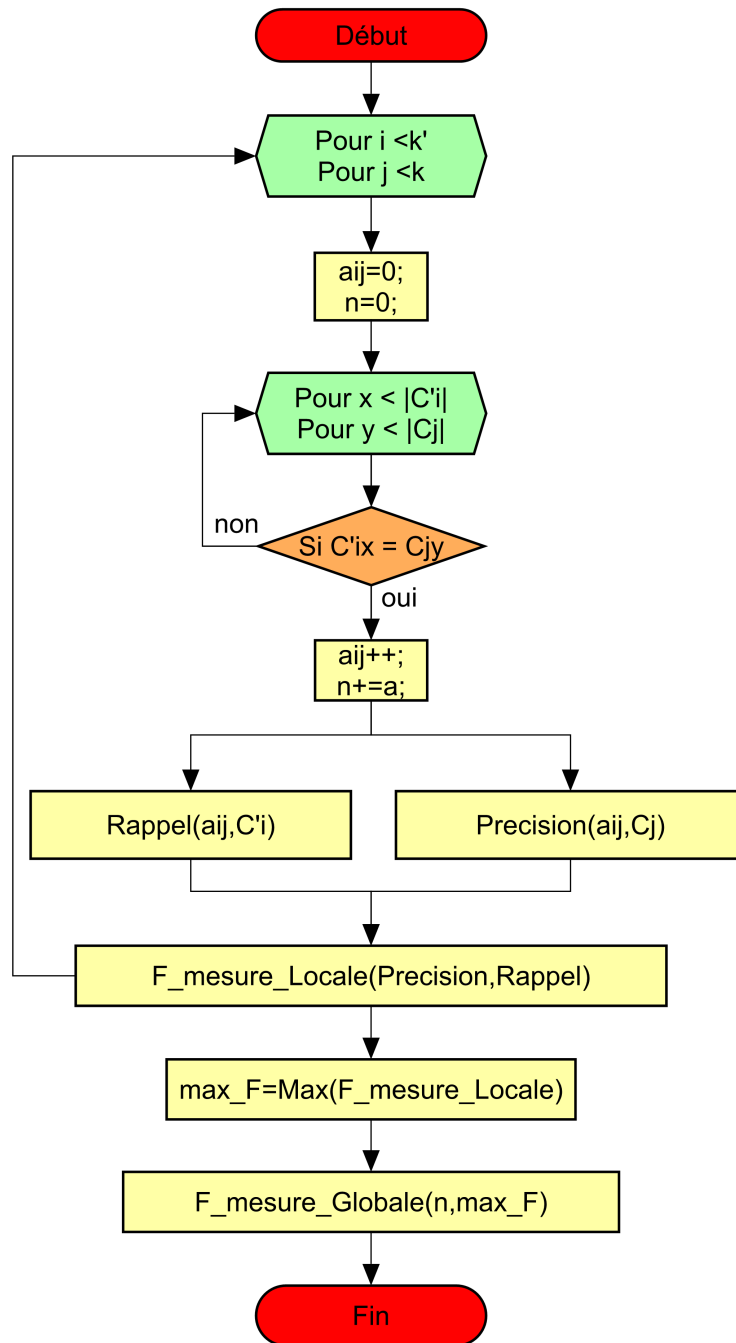 Début
Pour i <k'
Pour j <k
aij=0;
n=0;
Pour x < |C'i|
Pour y < |Cj|
non
Si C'ix = Cjy
oui
aij++;
n+=a;
Rappel(aij,C'i)
Precision(aij,Cj)
F_mesure_Locale(Precision,Rappel)
max_F=Max(F_mesure_Locale)
F_mesure_Globale(n,max_F)
Fin